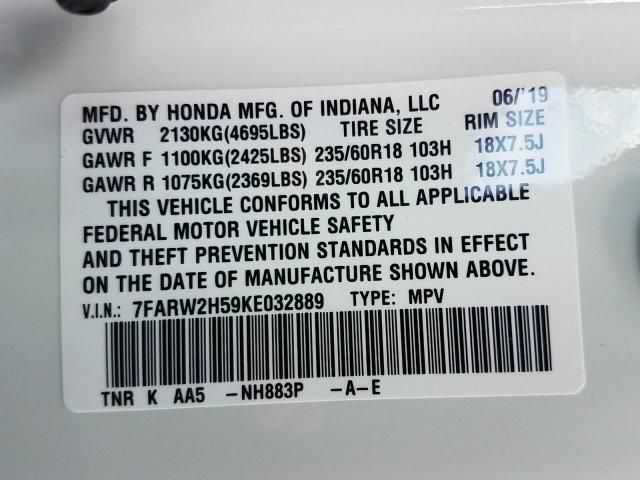 MFD. BY HONDA MFG. OF INDIANA, LLC 06/'19
GVWR 2130KG(4695LBS) TIRE SIZE RIM SIZE
GAWR F 1100KG(2425LBS) 235/60R18 103H 18X7.5J
GAWR R 1075KG(2369LBS) 235/60R18 103H 18X7.5J
THIS VEHICLE CONFORMS TO ALL APPLICABLE
FEDERAL MOTOR VEHICLE SAFETY
AND THEFT PREVENTION STANDARDS IN EFFECT
ON THE DATE OF MANUFACTURE SHOWN ABOVE.
V.I.N.: 7FARW2H59KE032889 TYPE: MPV
TNR K AA5 -NH883P -A-E